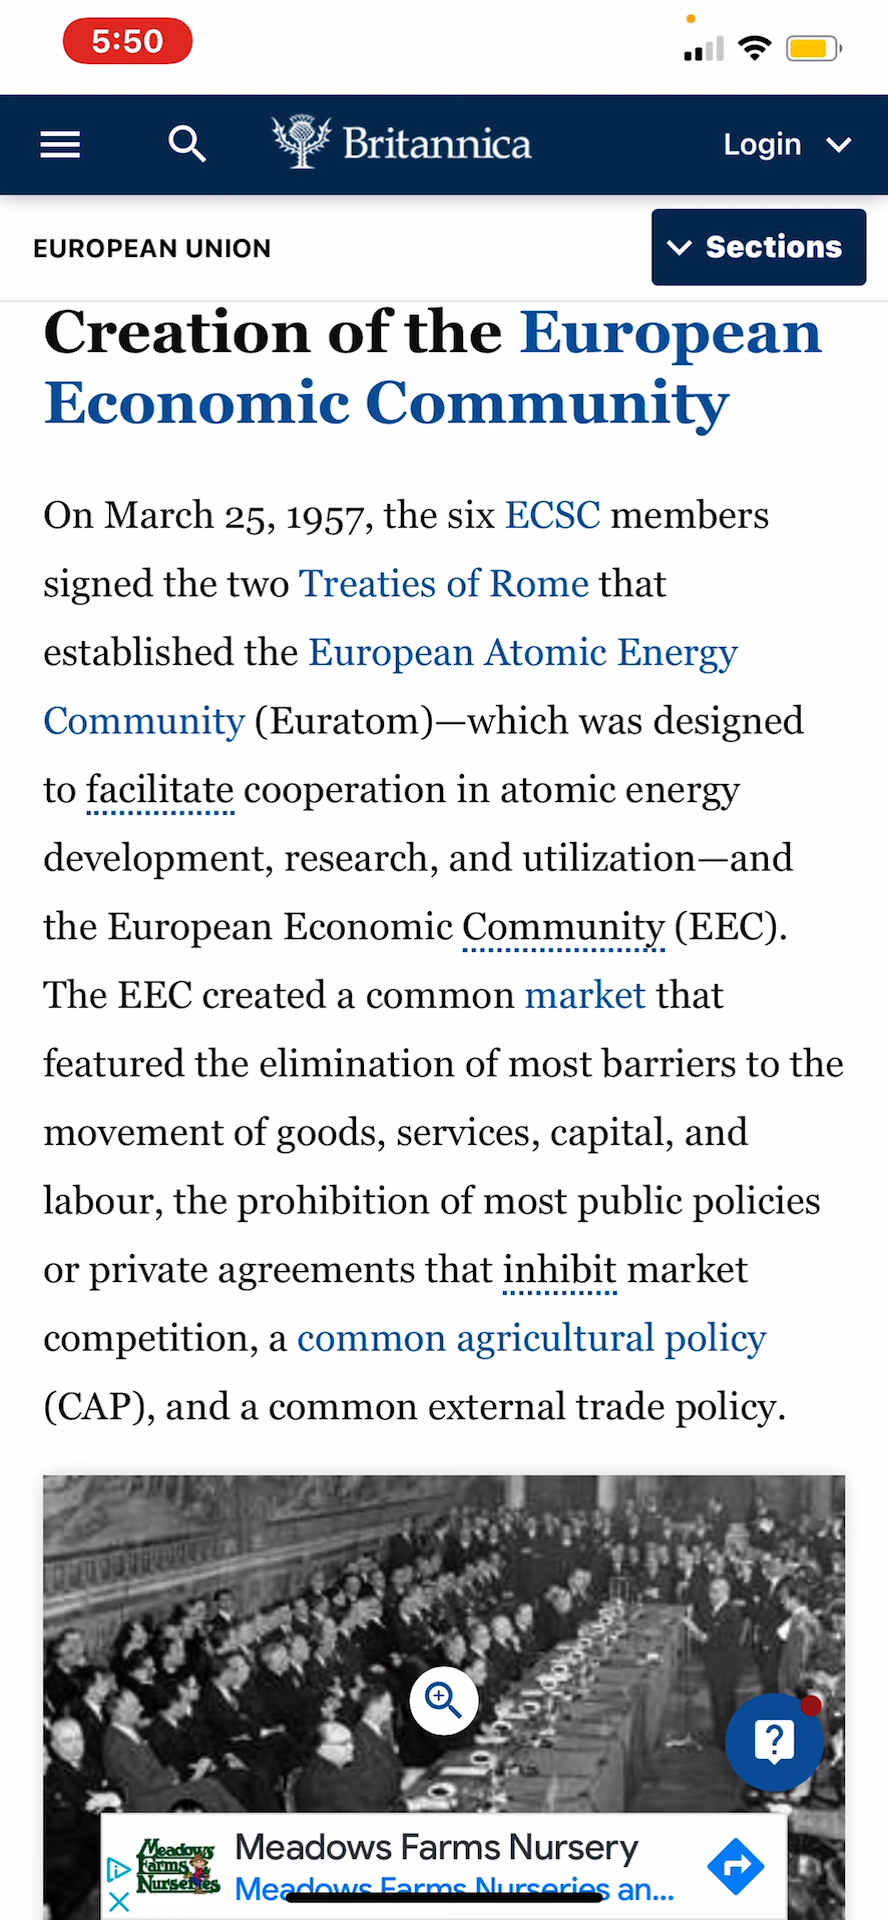 5:50
Britannica
Login
EUROPEAN UNION
Sections
Creation of the European
Economic Community
On March 25, 1957, the six ECSC members
signed the two Treaties of Rome that
established the European Atomic Energy
Community (Euratom)—which was designed
to facilitate cooperation in atomic energy
development, research, and utilization—and
the European Economic Community (EEC).
The EEC created a common market that
featured the elimination of most barriers to the
movement of goods, services, capital, and
labour, the prohibition of most public policies
or private agreements that inhibit market
competition, a common agricultural policy
(CAP), and a common external trade policy.
Meadows
Farms
Nurseries
Meadows Farms Nursery
Meadows Farms Nurseries an...